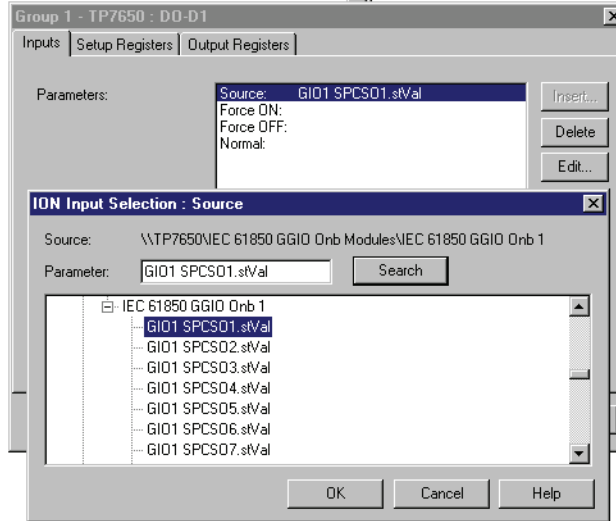 Group 1 - TP7650 : DO-D1
Inputs Setup Registers Output Registers
Parameters:
Source: GIO1 SPCSO1.stVal
Force ON:
Force OFF:
Normal:
Insert...
Delete
Edit...
ION Input Selection : Source
Source: \\TP7650\IEC 61850 GGIO Onb Modules\IEC 61850 GGIO Onb 1
Parameter: GIO1 SPCSO1.stVal Search
IEC 61850 GGIO Onb 1
GIO1 SPCSO1.stVal
GIO1 SPCSO2.stVal
GIO1 SPCSO3.stVal
GIO1 SPCSO4.stVal
GIO1 SPCSO5.stVal
GIO1 SPCSO6.stVal
GIO1 SPCSO7.stVal
OK Cancel Help